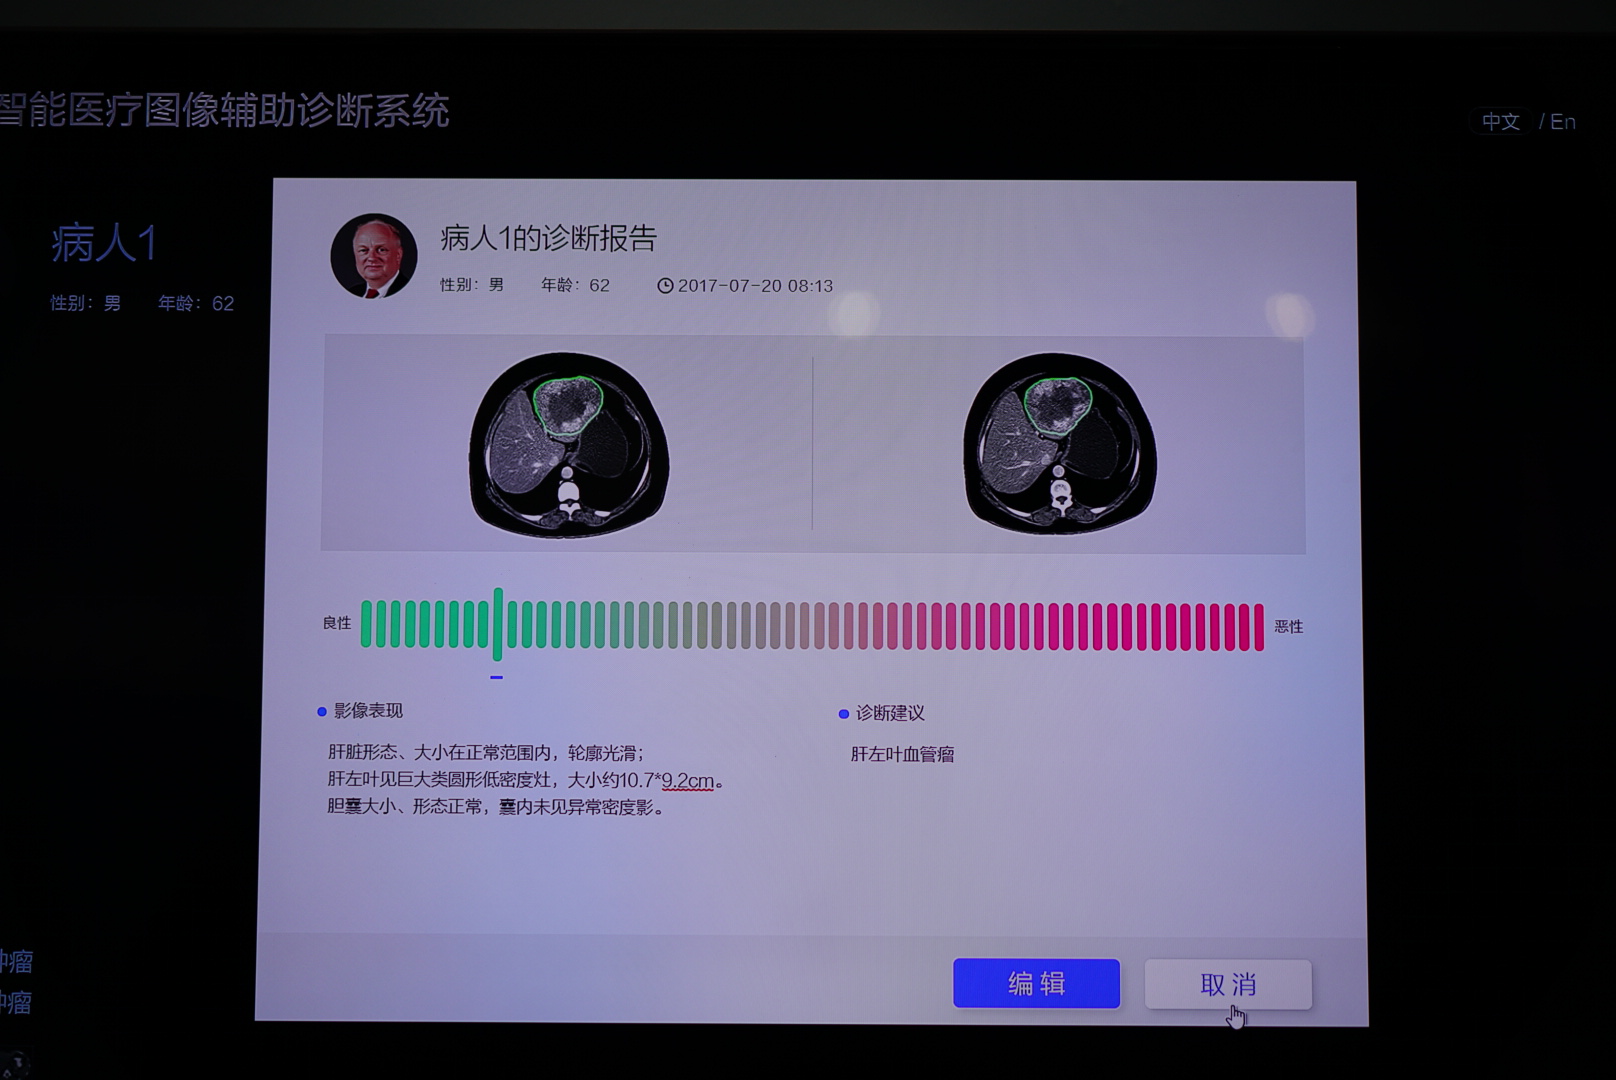 智能医疗图像辅助诊断系统
中文 / En
病人1
性别：男 年龄：62
病人1的诊断报告
性别：男 年龄：62 2017-07-20 08:13
良性
恶性
影像表现
肝脏形态、大小在正常范围内，轮廓光滑；
肝左叶见巨大类圆形低密度灶，大小约10.7*9.2cm。
胆囊大小、形态正常，囊内未见异常密度影。
诊断建议
肝左叶血管瘤
肿瘤
肿瘤
编辑
取消